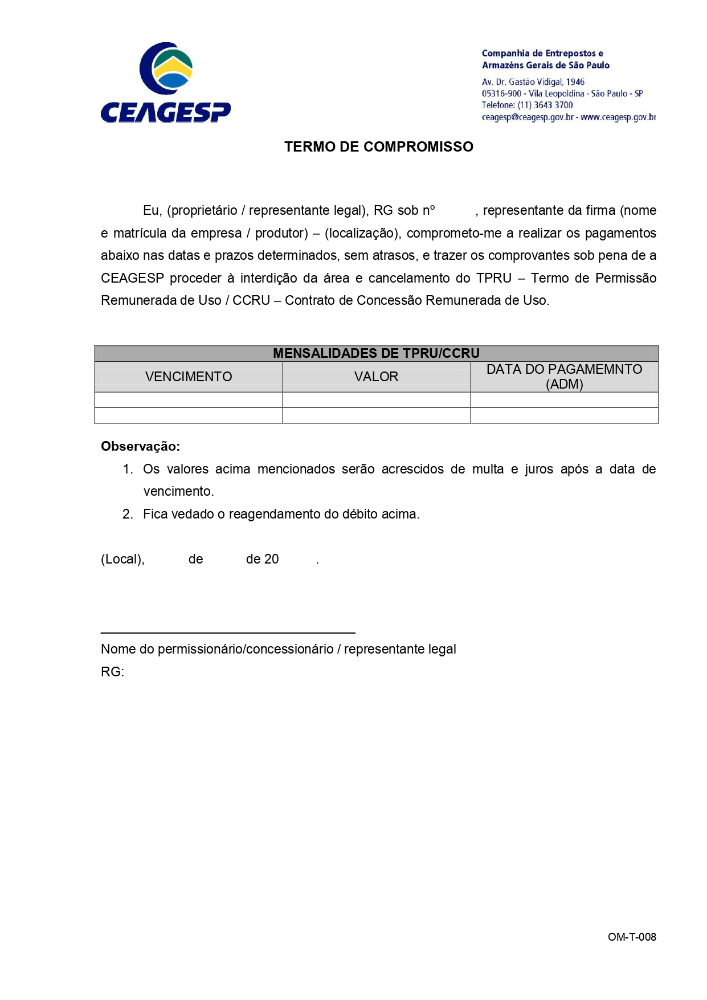 CEAGESP
Companhia de Entrepostos e
Armazéns Gerais de São Paulo
Av. Dr. Gastão Vidigal, 1946
05316-900 - Vila Leopoldina - São Paulo - SP
Telefone: (11) 3643 3700
ceagesp@ceagesp.gov.br - www.ceagesp.gov.br
TERMO DE COMPROMISSO
Eu, (proprietário / representante legal), RG sob nº , representante da firma (nome
e matrícula da empresa / produtor) – (localização), comprometo-me a realizar os pagamentos
abaixo nas datas e prazos determinados, sem atrasos, e trazer os comprovantes sob pena de a
CEAGESP proceder à interdição da área e cancelamento do TPRU – Termo de Permissão
Remunerada de Uso / CCRU – Contrato de Concessão Remunerada de Uso.
MENSALIDADES DE TPRU/CCRU
VENCIMENTO VALOR DATA DO PAGAMEMNTO
(ADM)
Observação:
1. Os valores acima mencionados serão acrescidos de multa e juros após a data de
vencimento.
2. Fica vedado o reagendamento do débito acima.
(Local), de de 20 .
Nome do permissionário/concessionário / representante legal
RG:
OM-T-008